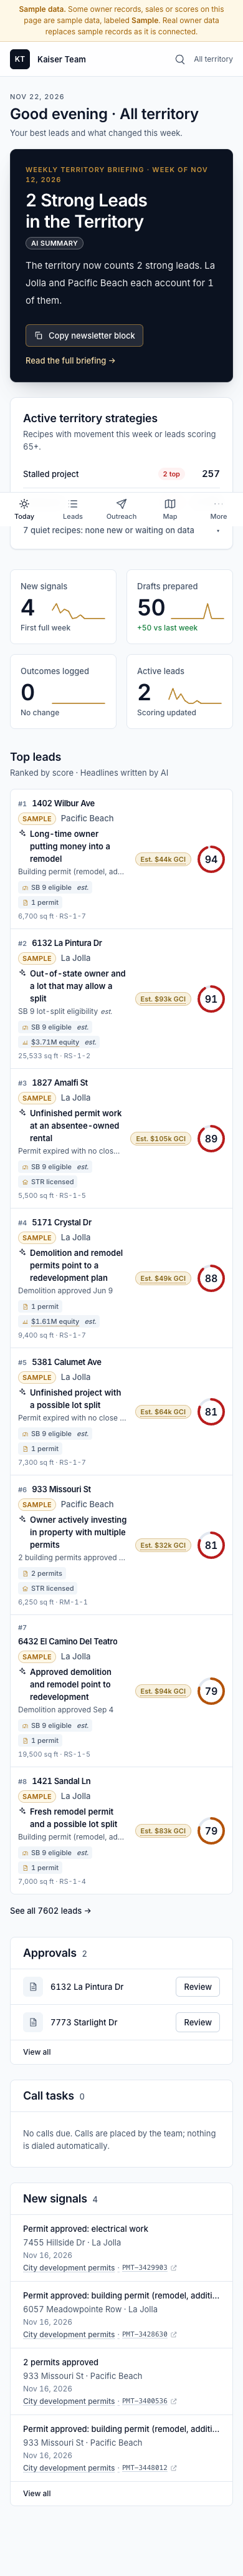 Sample data. Some owner records, sales or scores on this
page are sample data, labeled Sample. Real owner data
replaces sample records as it is connected.
KT
Kaiser Team
All territory
NOV 22, 2026
Good evening · All territory
Your best leads and what changed this week.
WEEKLY TERRITORY BRIEFING · WEEK OF NOV
12, 2026
2 Strong Leads
in the Territory
AI SUMMARY
The territory now counts 2 strong leads. La
Jolla and Pacific Beach each account for 1
of them.
Copy newsletter block
Read the full briefing →
Active territory strategies
Recipes with movement this week or leads scoring
65+.
Stalled project
2 top
257
Today
Leads
Outreach
Map
More
7 quiet recipes: none new or waiting on data
New signals
4
First full week
Drafts prepared
50
+50 vs last week
Outcomes logged
0
No change
Active leads
2
Scoring updated
Top leads
Ranked by score · Headlines written by AI
#1 1402 Wilbur Ave
SAMPLE Pacific Beach
Long-time owner
putting money into a
remodel
Building permit (remodel, ad...
SB 9 eligible est.
1 permit
6,700 sq ft · RS-1-7
Est. $44k GCI
94
#2 6132 La Pintura Dr
SAMPLE La Jolla
Out-of-state owner and
a lot that may allow a
split
SB 9 lot-split eligibility est.
SB 9 eligible est.
$3.71M equity est.
25,533 sq ft · RS-1-2
Est. $93k GCI
91
#3 1827 Amalfi St
SAMPLE La Jolla
Unfinished permit work
at an absentee-owned
rental
Permit expired with no clos...
SB 9 eligible est.
STR licensed
5,500 sq ft · RS-1-5
Est. $105k GCI
89
#4 5171 Crystal Dr
SAMPLE La Jolla
Demolition and remodel
permits point to a
redevelopment plan
Demolition approved Jun 9
1 permit
$1.61M equity est.
9,400 sq ft · RS-1-7
Est. $49k GCI
88
#5 5381 Calumet Ave
SAMPLE La Jolla
Unfinished project with
a possible lot split
Permit expired with no close ...
SB 9 eligible est.
1 permit
7,300 sq ft · RS-1-7
Est. $64k GCI
81
#6 933 Missouri St
SAMPLE Pacific Beach
Owner actively investing
in property with multiple
permits
2 building permits approved ...
2 permits
STR licensed
6,250 sq ft · RM-1-1
Est. $32k GCI
81
#7
6432 El Camino Del Teatro
SAMPLE La Jolla
Approved demolition
and remodel point to
redevelopment
Demolition approved Sep 4
SB 9 eligible est.
1 permit
19,500 sq ft · RS-1-5
Est. $94k GCI
79
#8 1421 Sandal Ln
SAMPLE La Jolla
Fresh remodel permit
and a possible lot split
Building permit (remodel, ad...
SB 9 eligible est.
1 permit
7,000 sq ft · RS-1-4
Est. $83k GCI
79
See all 7602 leads →
Approvals 2
6132 La Pintura Dr
Review
7773 Starlight Dr
Review
View all
Call tasks 0
No calls due. Calls are placed by the team; nothing
is dialed automatically.
New signals 4
Permit approved: electrical work
7455 Hillside Dr · La Jolla
Nov 16, 2026
City development permits · PMT-3429903
Permit approved: building permit (remodel, additi...
6057 Meadowpointe Row · La Jolla
Nov 16, 2026
City development permits · PMT-3428630
2 permits approved
933 Missouri St · Pacific Beach
Nov 16, 2026
City development permits · PMT-3400536
Permit approved: building permit (remodel, additi...
933 Missouri St · Pacific Beach
Nov 16, 2026
City development permits · PMT-3448012
View all